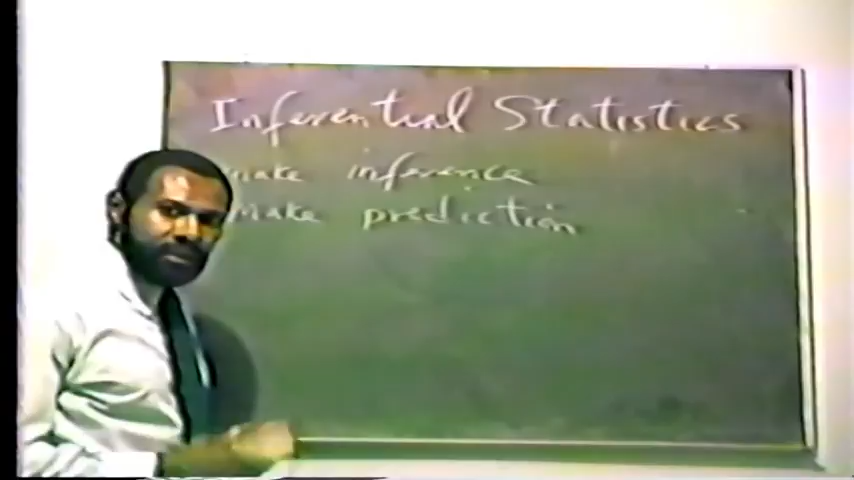 Inferential Statistics
make inference
make prediction